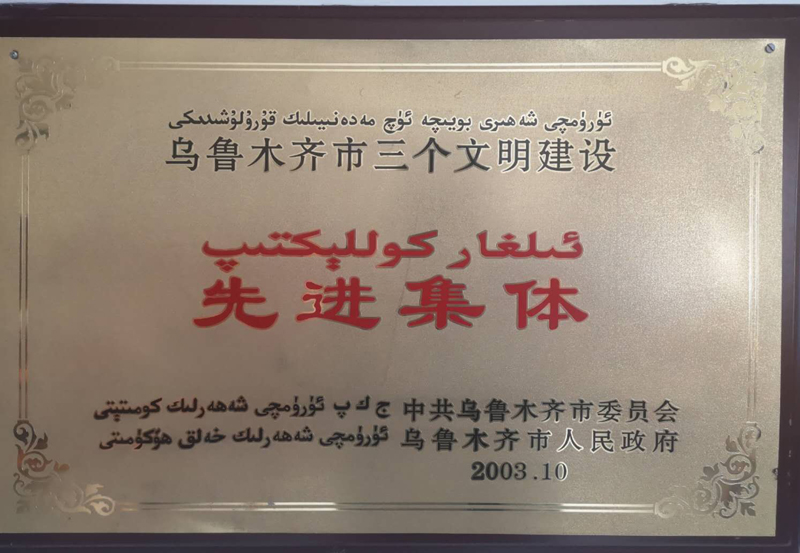 ئۈرۈمچى شەھىرى بويىچە ئۈچ مەدەنىيىلىك قۇرۇلۇشىدىكى
乌鲁木齐市三个文明建设
ئىلغار كوللېكتىپ
先进集体
ج ك پ ئۈرۈمچى شەھەرلىك كومىتېتى 中共乌鲁木齐市委员会
ئۈرۈمچى شەھەرلىك خەلق ھۆكۈمىتى 乌鲁木齐市人民政府
2003.10